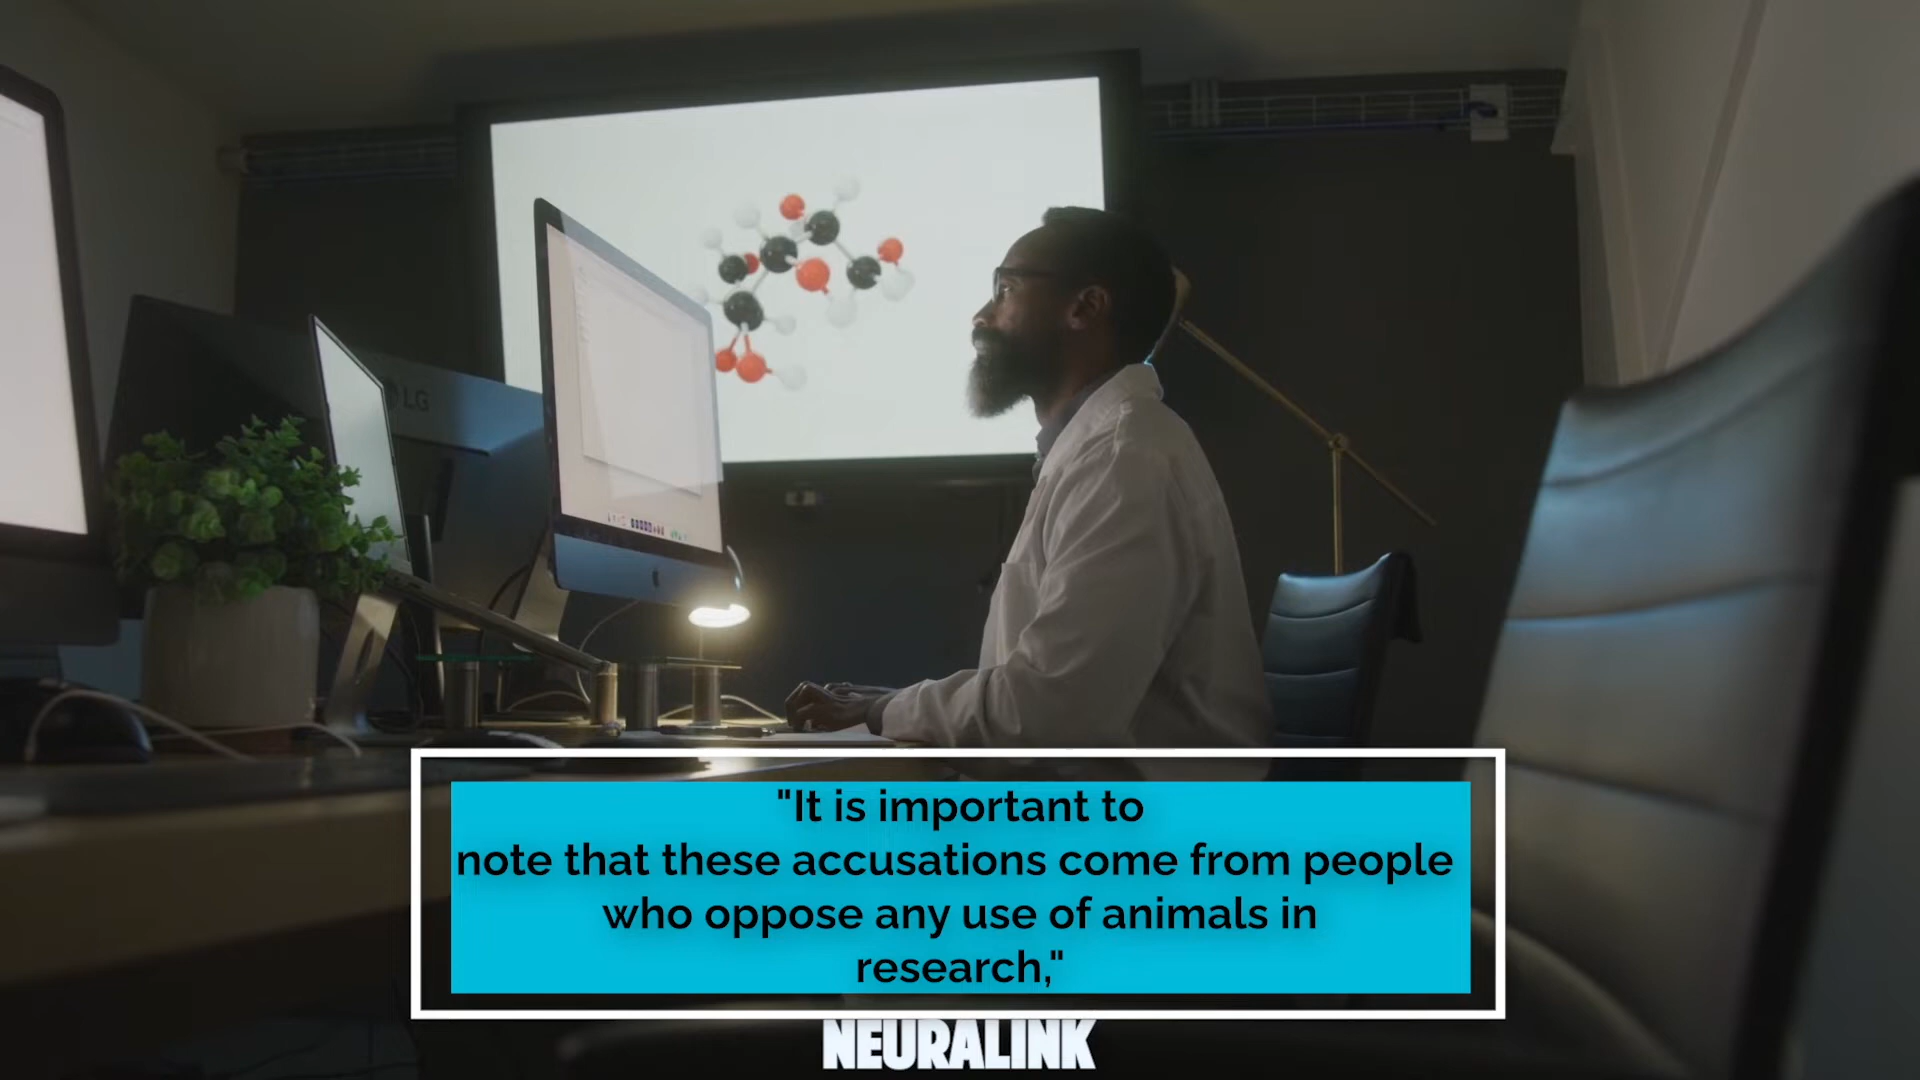 LG
"It is important to
note that these accusations come from people
who oppose any use of animals in
research,"
NEURALINK